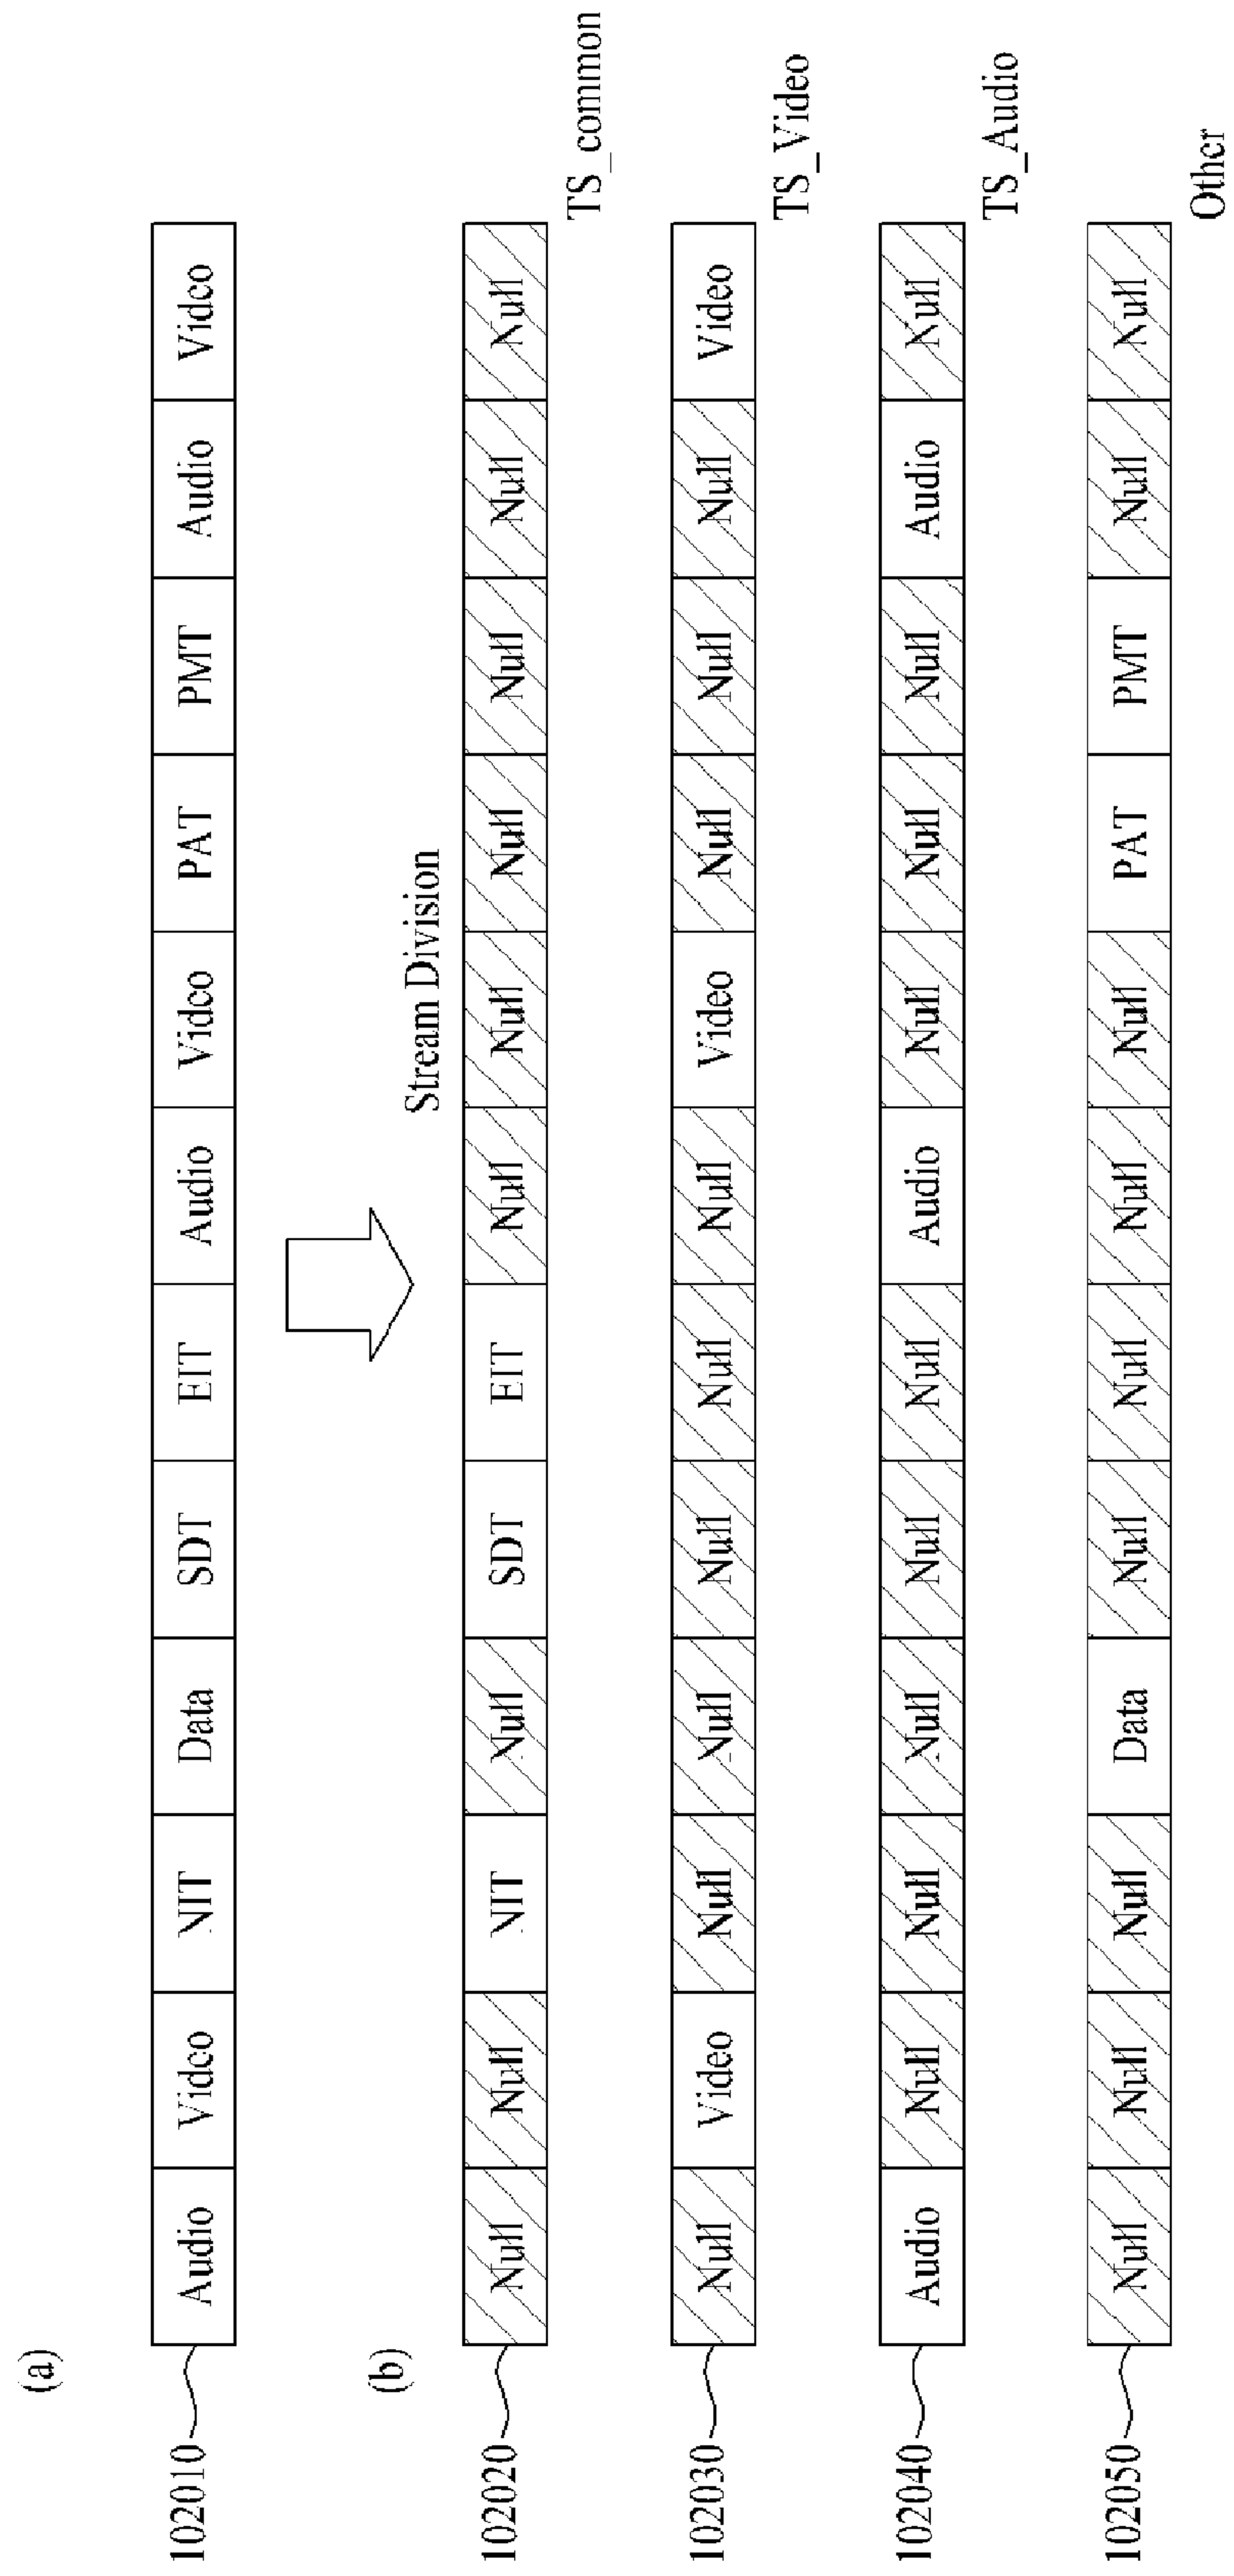 (a)
102010 Audio Video NIT Data SDT EIT Audio Video PAT PMT Audio Video
Stream Division
(b)
102020 Null Null NIT Null SDT EIT Null Null Null Null Null Null
TS_common
102030 Null Video Null Null Null Null Null Video Null Null Null Video
TS_Video
102040 Audio Null Null Null Null Null Audio Null Null Null Audio Null
TS_Audio
102050 Null Null Null Data Null Null Null Null PAT PMT Null Null
Other